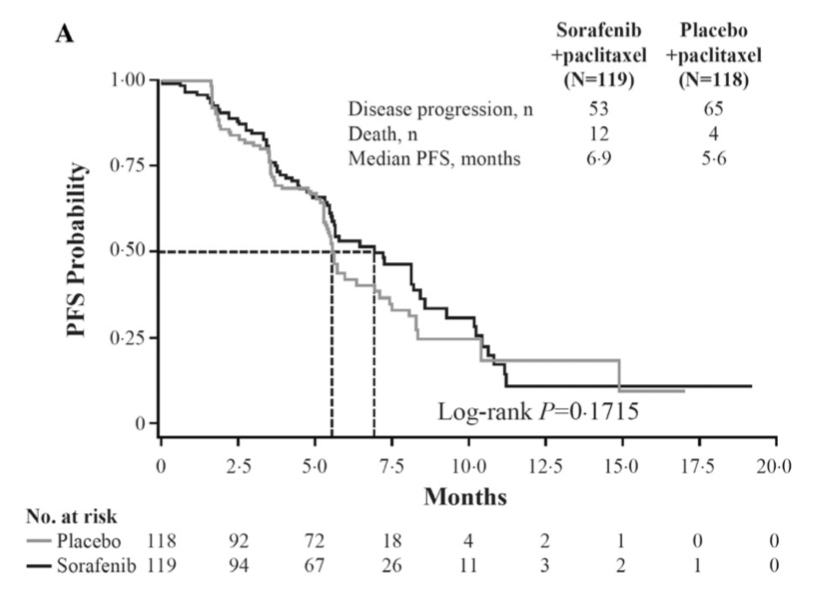 A
Sorafenib Placebo
+paclitaxel +paclitaxel
(N=119) (N=118)
Disease progression, n 53 65
Death, n 12 4
Median PFS, months 6·9 5·6
1·00
0·75
0·50
0·25
0
PFS Probability
Log-rank P=0·1715
0 2·5 5·0 7·5 10·0 12·5 15·0 17·5 20·0
Months
No. at risk
Placebo 118 92 72 18 4 2 1 0 0
Sorafenib 119 94 67 26 11 3 2 1 0